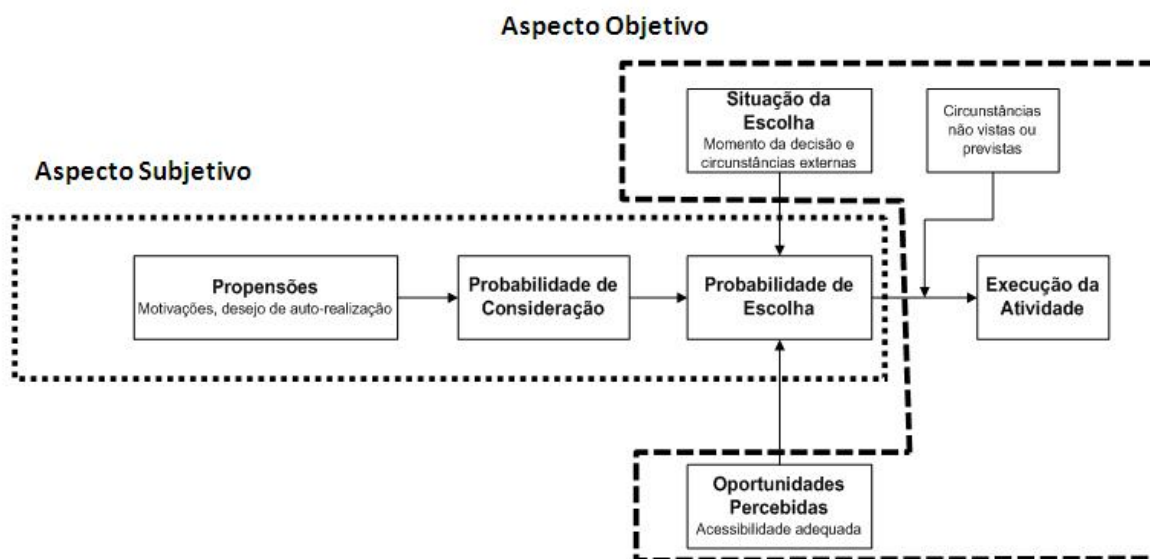 Aspecto Objetivo
Situação da
Escolha
Momento da decisão e
circunstâncias externas
Circunstâncias
não vistas ou
previstas
Aspecto Subjetivo
Propensões
Motivações, desejo de auto-realização
Probabilidade de
Consideração
Probabilidade de
Escolha
Execução da
Atividade
Oportunidades
Percebidas
Acessibilidade adequada